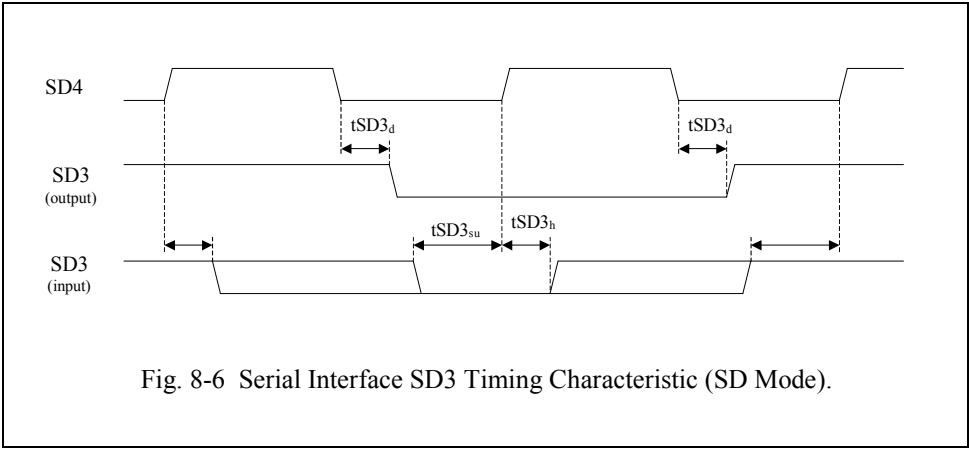 SD4
tSD3d tSD3d
SD3
(output)
tSD3su tSD3h
SD3
(input)
Fig. 8-6 Serial Interface SD3 Timing Characteristic (SD Mode).